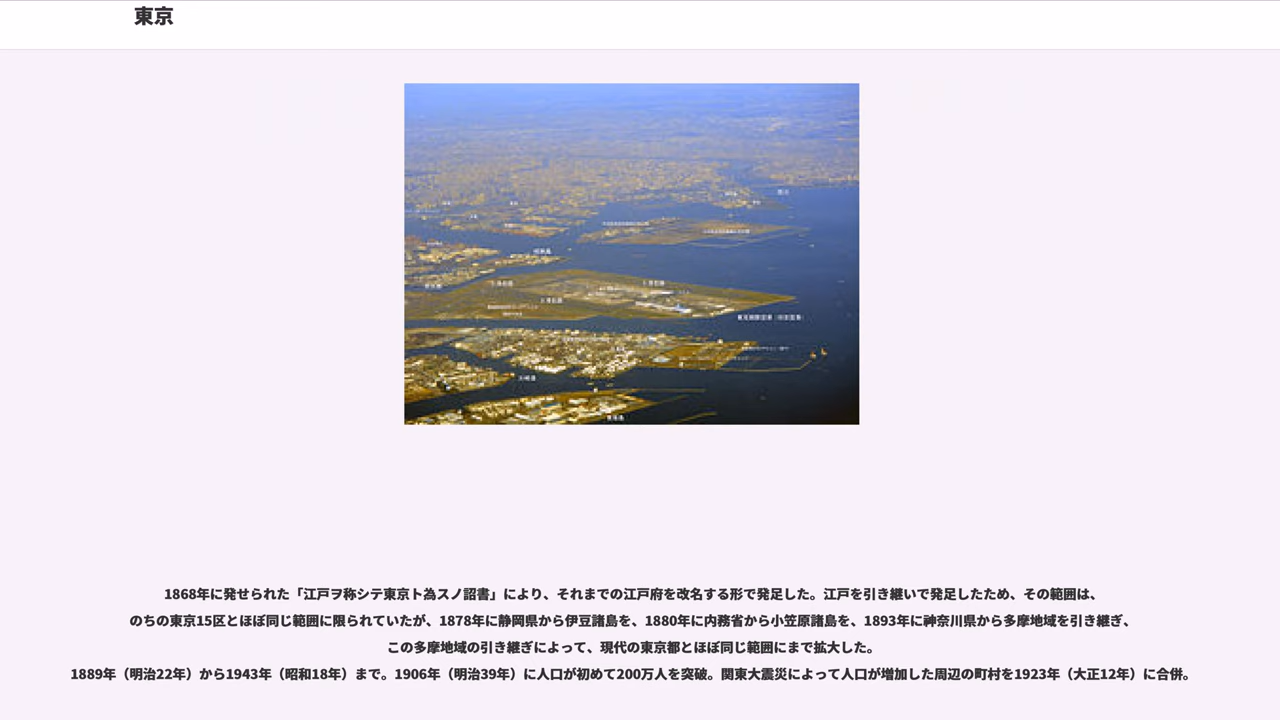 東京
1868年に発せられた「江戸ヲ称シテ東京ト為スノ詔書」により、それまでの江戸府を改名する形で発足した。江戸を引き継いで発足したため、その範囲は、
のちの東京15区とほぼ同じ範囲に限られていたが、1878年に静岡県から伊豆諸島を、1880年に内務省から小笠原諸島を、1893年に神奈川県から多摩地域を引き継ぎ、
この多摩地域の引き継ぎによって、現代の東京都とほぼ同じ範囲にまで拡大した。
1889年（明治22年）から1943年（昭和18年）まで。1906年（明治39年）に人口が初めて200万人を突破。関東大震災によって人口が増加した周辺の町村を1923年（大正12年）に合併。